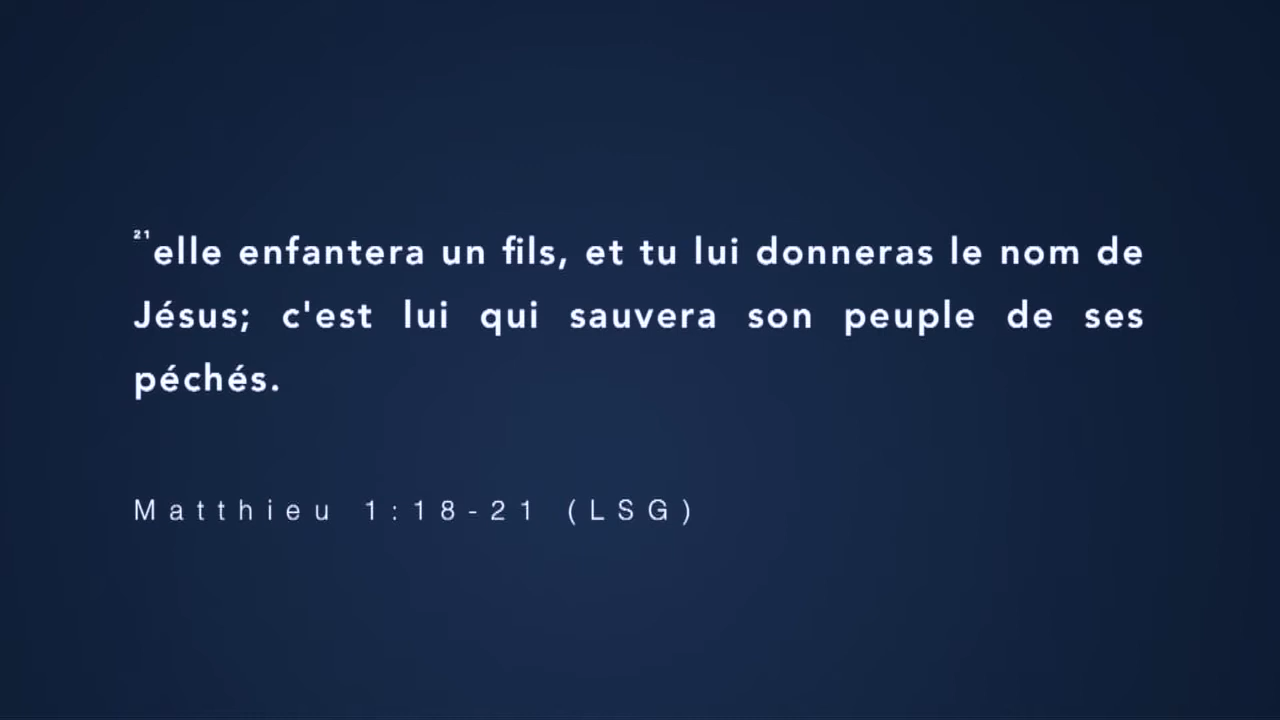 ²¹elle enfantera un fils, et tu lui donneras le nom de
Jésus; c'est lui qui sauvera son peuple de ses
péchés.
Matthieu 1:18-21 (LSG)